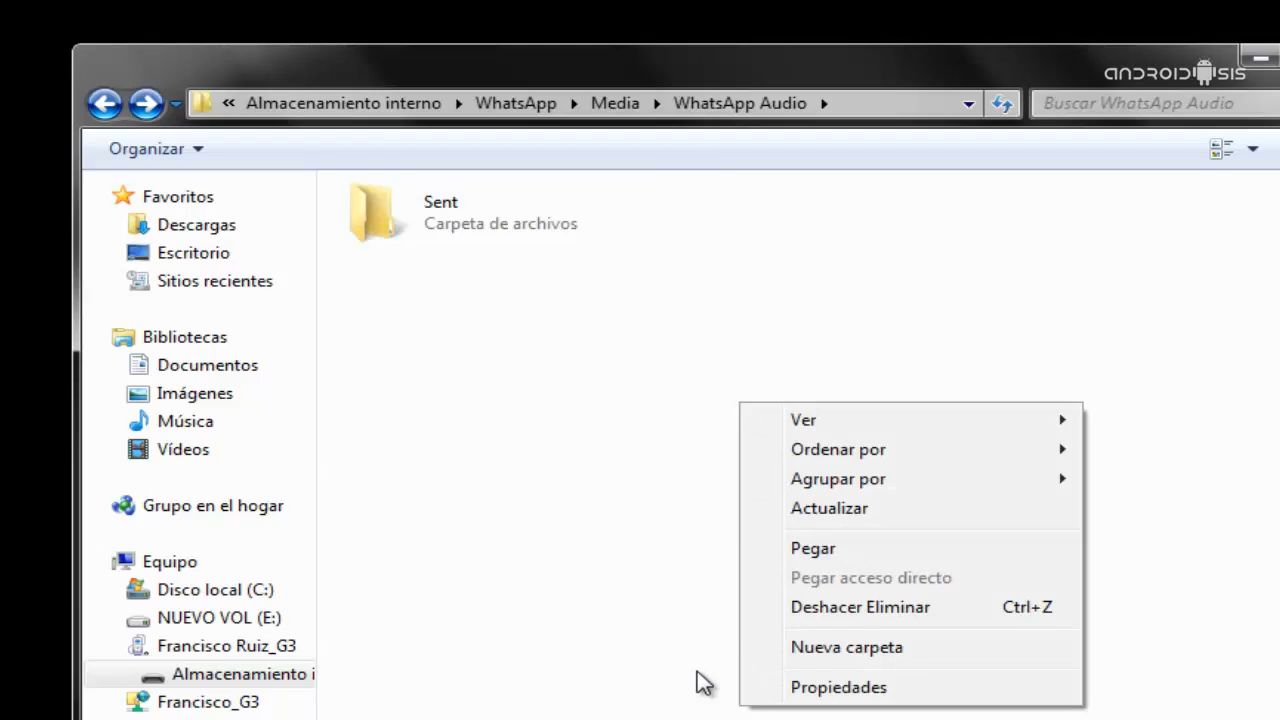 ANDROIDSIS
« Almacenamiento interno WhatsApp Media WhatsApp Audio
Buscar WhatsApp Audio
Organizar
Favoritos
Descargas
Escritorio
Sitios recientes
Bibliotecas
Documentos
Imágenes
Música
Vídeos
Grupo en el hogar
Equipo
Disco local (C:)
NUEVO VOL (E:)
Francisco Ruiz_G3
Almacenamiento i
Francisco_G3
Sent
Carpeta de archivos
Ver
Ordenar por
Agrupar por
Actualizar
Pegar
Pegar acceso directo
Deshacer Eliminar Ctrl+Z
Nueva carpeta
Propiedades